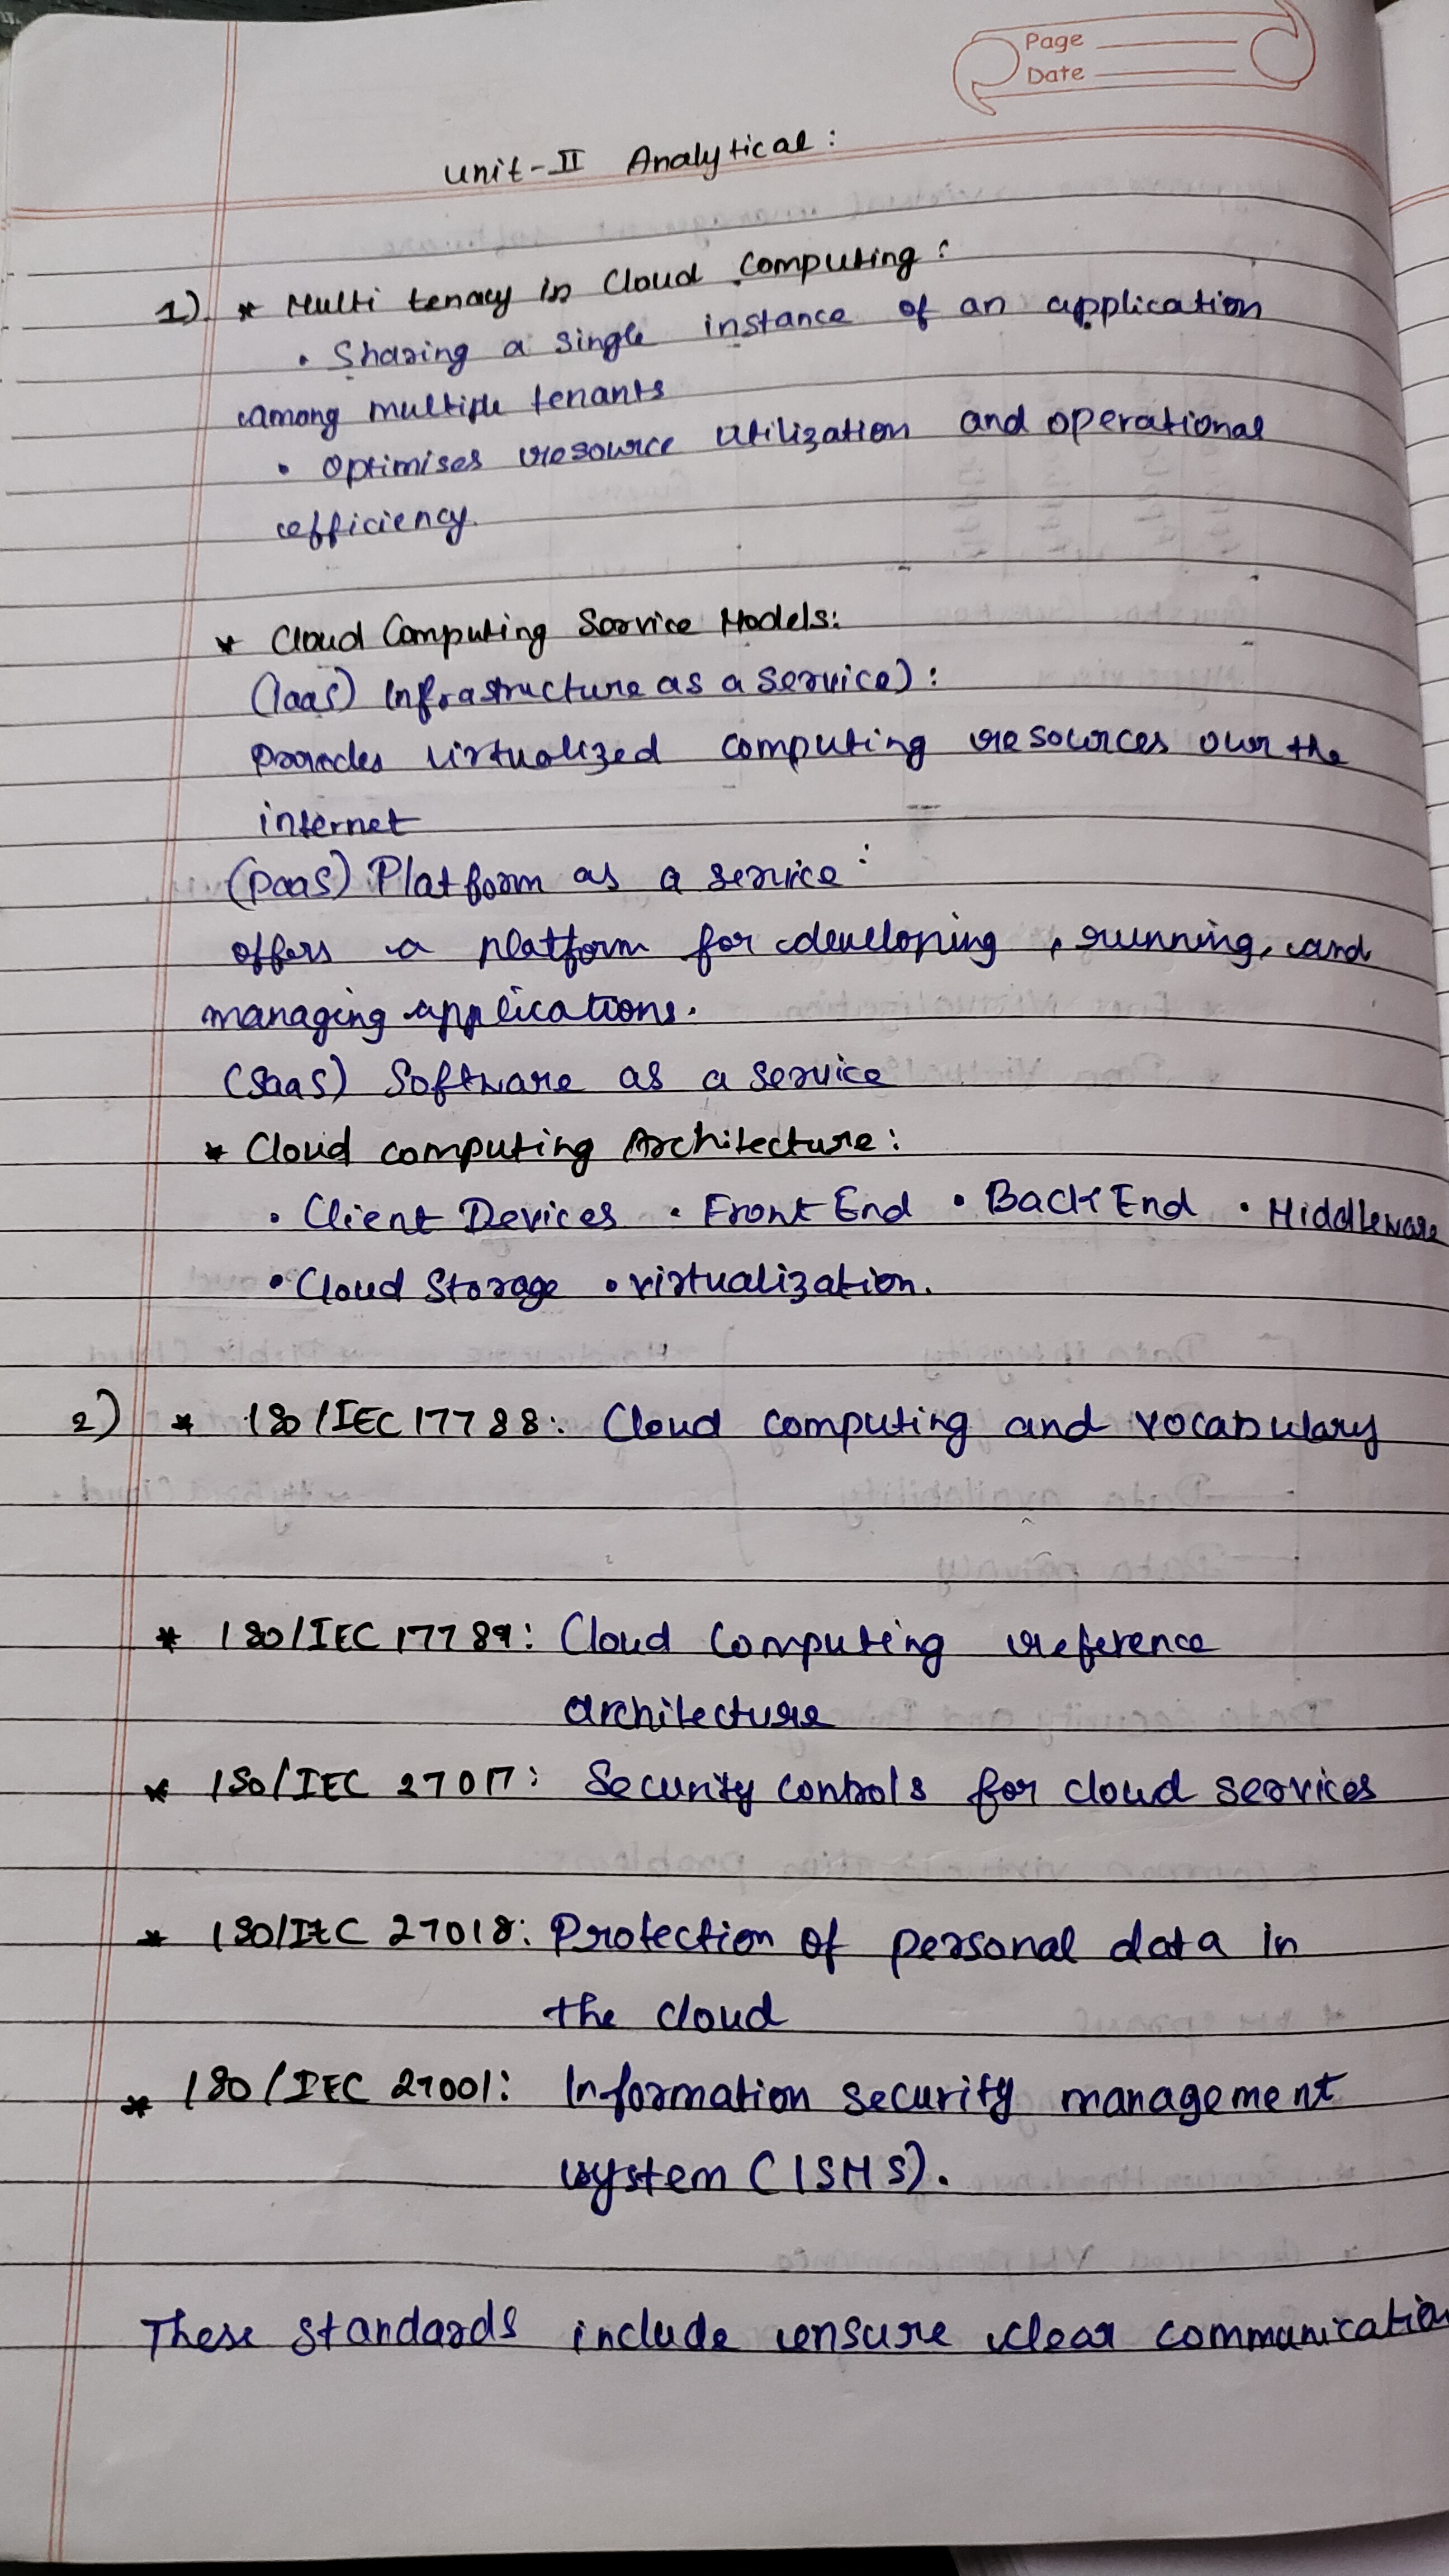 Page
Date
Unit-II Analytical:
1). * Multi tenacy in Cloud Computing:
• Sharing a single instance of an application
among multiple tenants
• Optimises resource utilization and operational
efficiency.
* Cloud Computing Service Models:
(Iaas) Infrastructure as a service):
Provides virtualized computing resources over the
internet
(Paas) Platform as a service:
offers a platform for developing, running, and
managing applications.
(Saas) Software as a service
* Cloud computing Architecture:
• Client Devices • Front End • Back End • Middleware
• Cloud Storage • virtualization.
2) * ISO/IEC 17788: Cloud computing and vocabulary
* ISO/IEC 17789: Cloud computing reference
architecture
* ISO/IEC 27017: Security controls for cloud services
* ISO/IEC 27018: Protection of personal data in
the cloud
* ISO/IEC 27001: Information security management
system (ISMS).
These standards include ensure clear communication